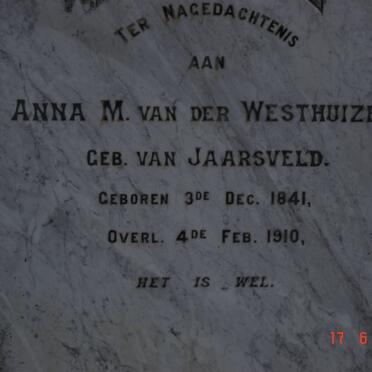 TER NAGEDACHTENIS
AAN
ANNA M. VAN DER
GEB. VAN JAARSVELD.
GEBOREN 3DE DEC. 1841,
OVERL. 4DE FEB. 1910,
HET IS WEL.
17 6